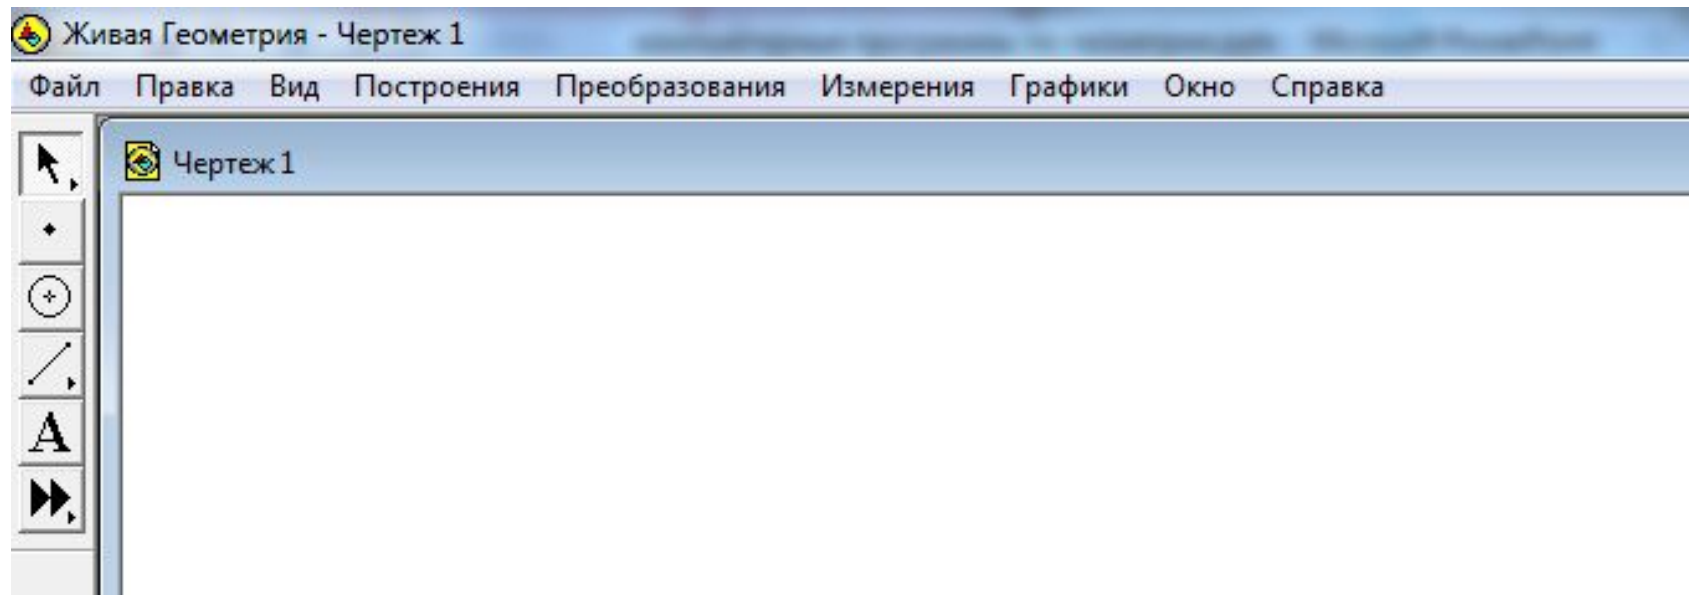 Живая Геометрия - Чертеж 1
Файл Правка Вид Построения Преобразования Измерения Графики Окно Справка
Чертеж 1
A